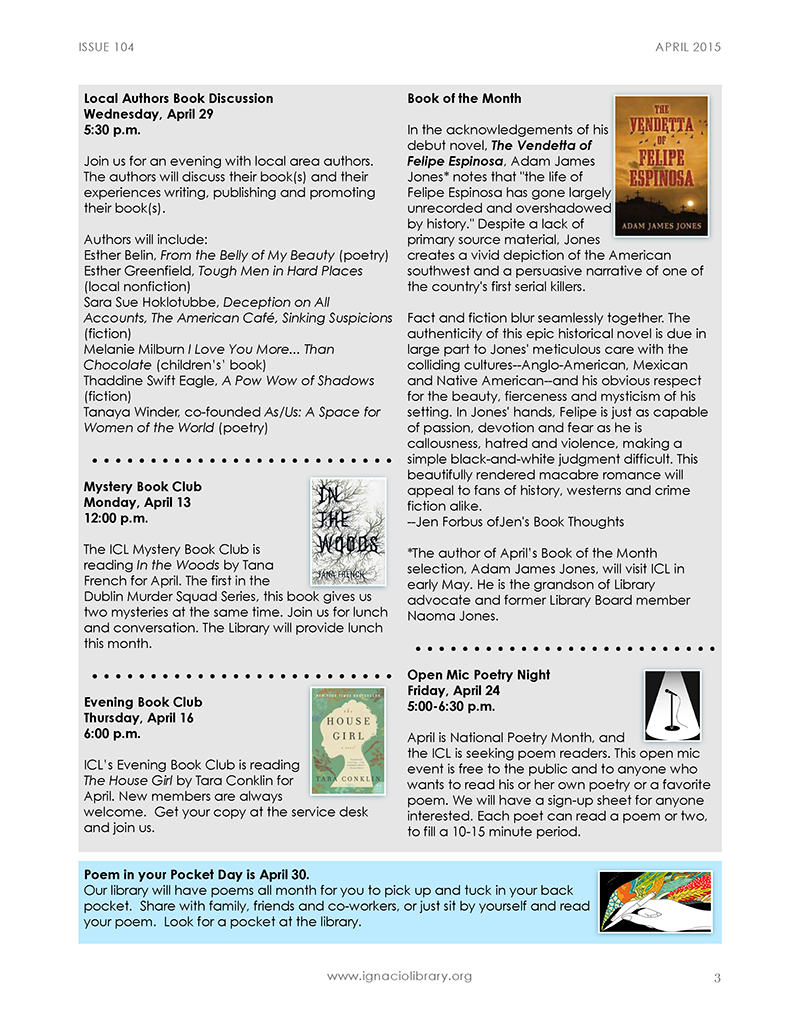 ISSUE 104
APRIL 2015
Local Authors Book Discussion
Wednesday, April 29
5:30 p.m.
Join us for an evening with local area authors.
The authors will discuss their book(s) and their
experiences writing, publishing and promoting
their book(s).
Authors will include:
Esther Belin, From the Belly of My Beauty (poetry)
Esther Greenfield, Tough Men in Hard Places
(local nonfiction)
Sara Sue Hoklotubbe, Deception on All
Accounts, The American Café, Sinking Suspicions
(fiction)
Melanie Milburn I Love You More... Than
Chocolate (children's' book)
Thaddine Swift Eagle, A Pow Wow of Shadows
(fiction)
Tanaya Winder, co-founded As/Us: A Space for
Women of the World (poetry)
Mystery Book Club
Monday, April 13
12:00 p.m.
The ICL Mystery Book Club is
reading In the Woods by Tana
French for April. The first in the
Dublin Murder Squad Series, this book gives us
two mysteries at the same time. Join us for lunch
and conversation. The Library will provide lunch
this month.
IN
THE
WOODS
TANA FRENCH
Evening Book Club
Thursday, April 16
6:00 p.m.
ICL's Evening Book Club is reading
The House Girl by Tara Conklin for
April. New members are always
welcome.  Get your copy at the service desk
and join us.
NEW YORK TIMES BESTSELLER
the
HOUSE
GIRL
a novel
TARA CONKLIN
Book of the Month
In the acknowledgements of his
debut novel, The Vendetta of
Felipe Espinosa, Adam James
Jones* notes that "the life of
Felipe Espinosa has gone largely
unrecorded and overshadowed
by history." Despite a lack of
primary source material, Jones
creates a vivid depiction of the American
southwest and a persuasive narrative of one of
the country's first serial killers.
THE
VENDETTA
OF
FELIPE
ESPINOSA
ADAM JAMES JONES
Fact and fiction blur seamlessly together. The
authenticity of this epic historical novel is due in
large part to Jones' meticulous care with the
colliding cultures--Anglo-American, Mexican
and Native American--and his obvious respect
for the beauty, fierceness and mysticism of his
setting. In Jones' hands, Felipe is just as capable
of passion, devotion and fear as he is
callousness, hatred and violence, making a
simple black-and-white judgment difficult. This
beautifully rendered macabre romance will
appeal to fans of history, westerns and crime
fiction alike.
--Jen Forbus ofJen's Book Thoughts
*The author of April's Book of the Month
selection, Adam James Jones, will visit ICL in
early May. He is the grandson of Library
advocate and former Library Board member
Naoma Jones.
Open Mic Poetry Night
Friday, April 24
5:00-6:30 p.m.
April is National Poetry Month, and
the ICL is seeking poem readers. This open mic
event is free to the public and to anyone who
wants to read his or her own poetry or a favorite
poem. We will have a sign-up sheet for anyone
interested. Each poet can read a poem or two,
to fill a 10-15 minute period.
Poem in your Pocket Day is April 30.
Our library will have poems all month for you to pick up and tuck in your back
pocket.  Share with family, friends and co-workers, or just sit by yourself and read
your poem.  Look for a pocket at the library.
www.ignaciolibrary.org
3